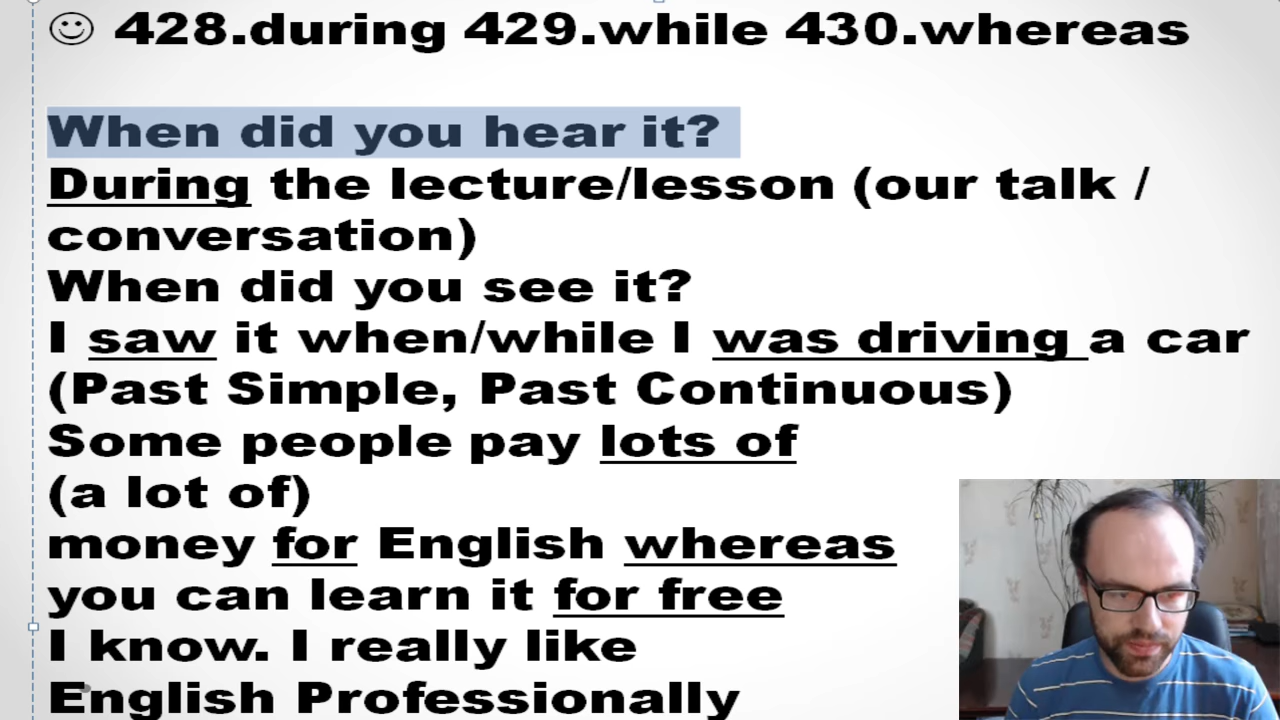 ☺ 428.during 429.while 430.whereas
When did you hear it?
During the lecture/lesson (our talk /
conversation)
When did you see it?
I saw it when/while I was driving a car
(Past Simple, Past Continuous)
Some people pay lots of
(a lot of)
money for English whereas
you can learn it for free
I know. I really like
English Professionally